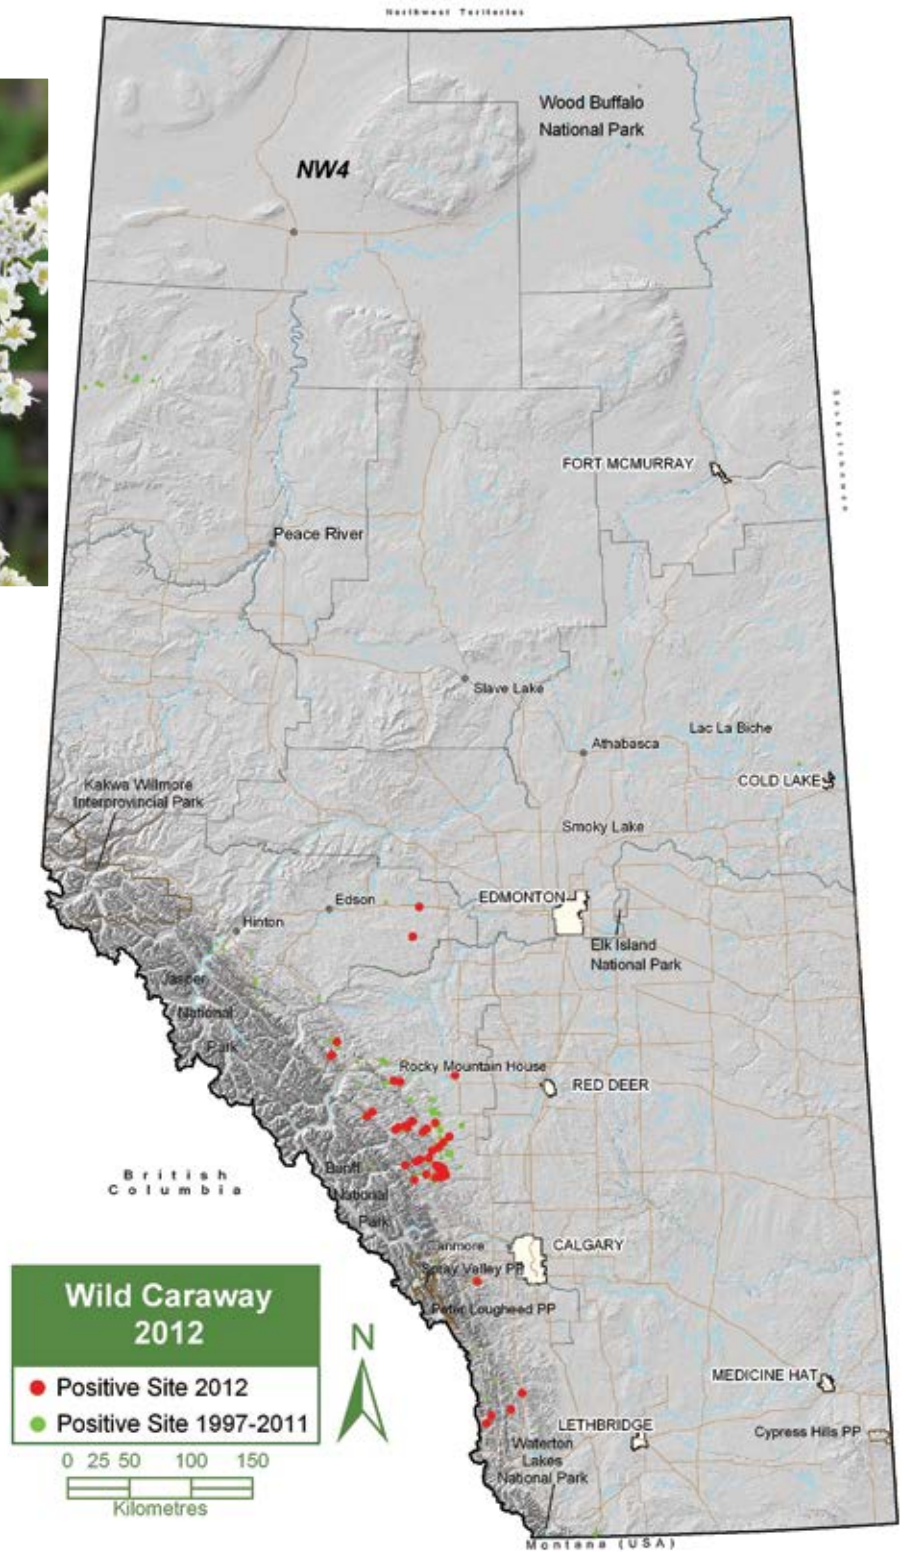 Northwest Territories
Wood Buffalo
National Park
NW4
Saskatchewan
FORT MCMURRAY
Peace River
Slave Lake
Lac La Biche
Athabasca
Kakwa Willmore
Interprovincial Park
COLD LAKE
Smoky Lake
Edson
EDMONTON
Hinton
Elk Island
National Park
Jasper
National
Park
Rocky Mountain House
RED DEER
British
Columbia
Banff
National
Park
Canmore
CALGARY
Spray Valley PP
Peter Lougheed PP
Wild Caraway
2012
N
Positive Site 2012
Positive Site 1997-2011
0 25 50 100 150
Kilometres
MEDICINE HAT
LETHBRIDGE
Cypress Hills PP
Waterton
Lakes
National Park
Montana (USA)